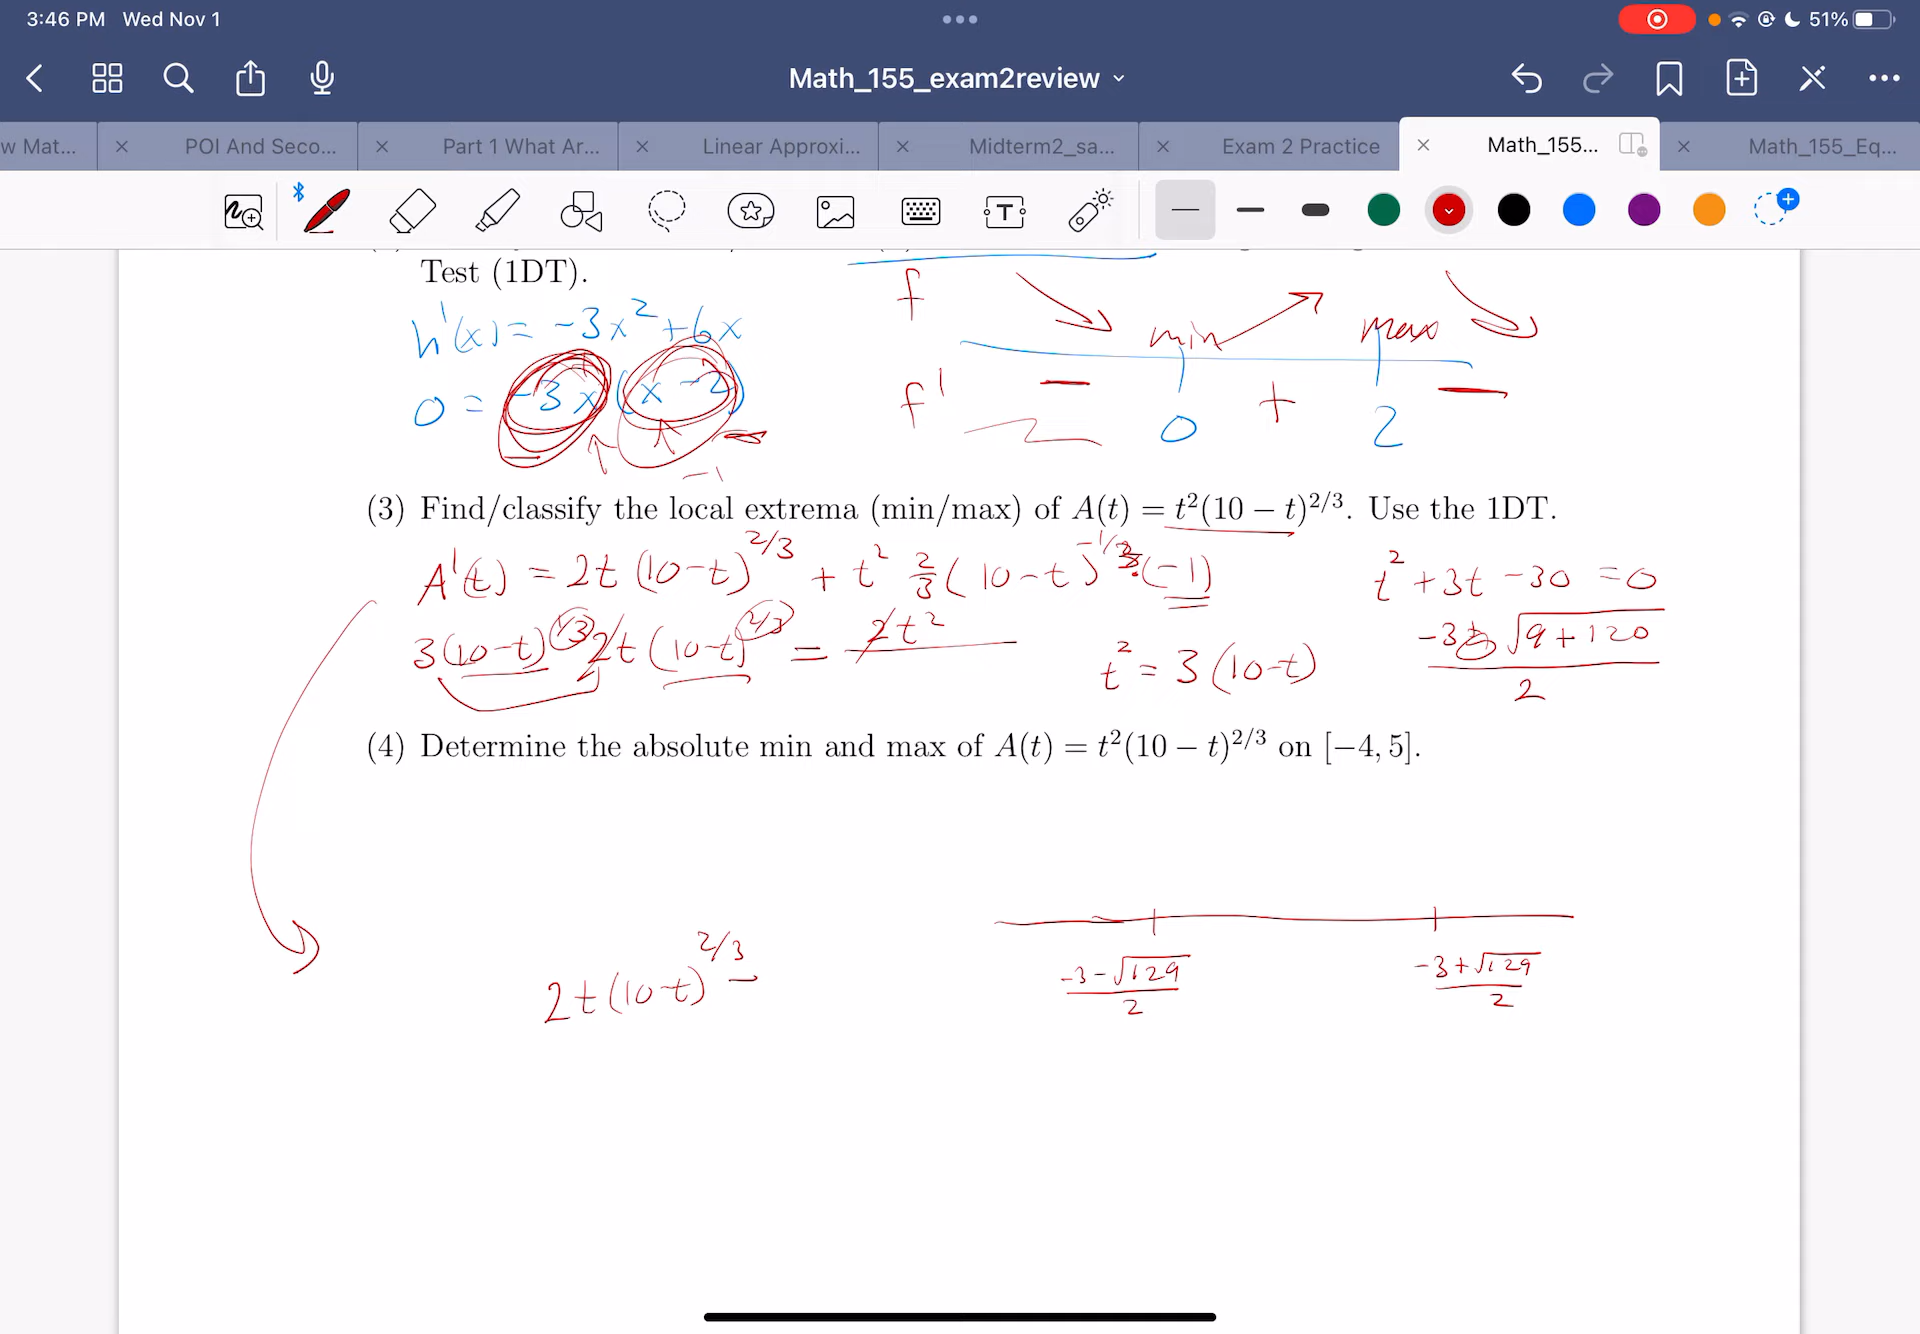 3:46 PM Wed Nov 1
51%
Math_155_exam2review
w Mat... POI And Seco... Part 1 What Ar... Linear Approxi... Midterm2_sa... Exam 2 Practice Math_155... Math_155_Eq...
Test (1DT).
f
h'(x) = -3x² + 6x
min max
0 = -3x (x - 2)
f' - 0 + 2 -
-1
(3) Find/classify the local extrema (min/max) of A(t) = t²(10 − t)^{2/3}. Use the 1DT.
A'(t) = 2t (10-t)^{2/3} + t² 2/3 (10-t)^{-1/3} (-1)
t² + 3t - 30 = 0
3(10-t)^{1/3} 2t (10-t)^{2/3} = 2t²
t² = 3(10-t)
-3 ± √(9+120)
2
(4) Determine the absolute min and max of A(t) = t²(10 − t)^{2/3} on [−4, 5].
2t(10-t)^{2/3} -
-3-√129
2
-3+√129
2